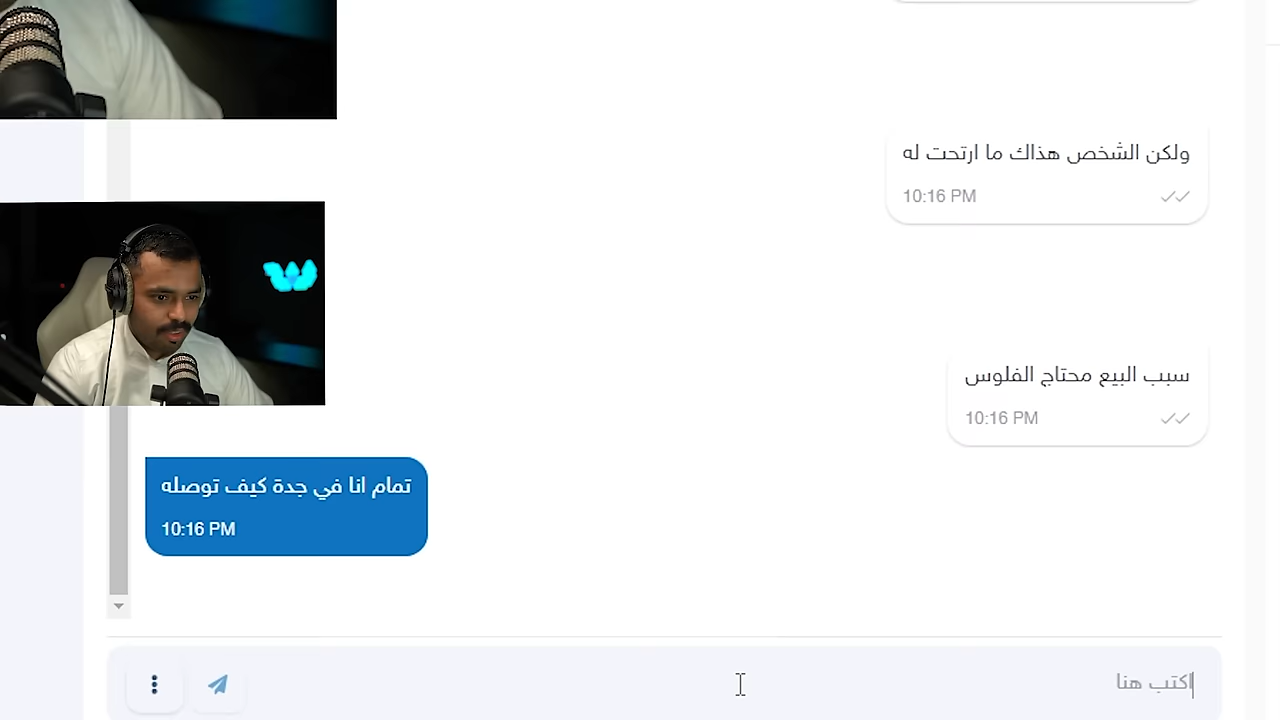 ولكن الشخص هذاك ما ارتحت له
10:16 PM
سبب البيع محتاج الفلوس
10:16 PM
تمام انا في جدة كيف توصله
10:16 PM
اكتب هنا